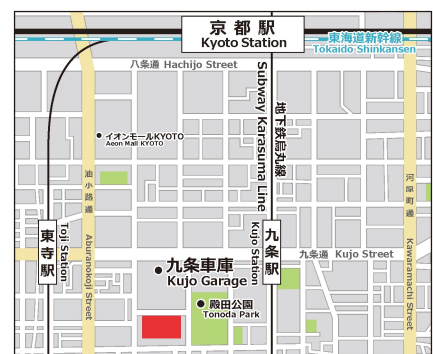 京都駅
Kyoto Station
東海道新幹線
Tokaido Shinkansen
八条通 Hachijo Street
Subway Karasuma Line
地下鉄烏丸線
イオンモールKYOTO
Aeon Mall KYOTO
油小路通
Aburanokoji Street
河原町通
Kawaramachi Street
東寺駅
Toji Station
九条駅
Kujo Station
九条通 Kujo Street
九条車庫
Kujo Garage
殿田公園
Tonoda Park